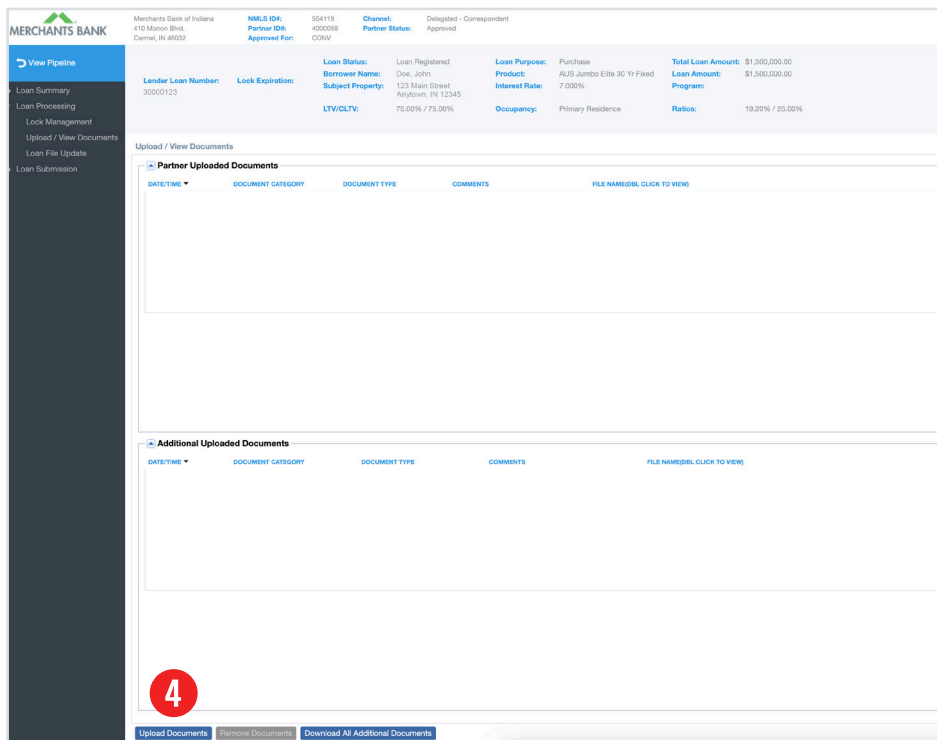 MERCHANTS BANK
Merchants Bank of Indiana
410 Monon Blvd.
Carmel, IN 46032
NMLS ID#: 554119
Partner ID#: 4000069
Approved For: CONV
Channel: Delegated - Correspondent
Partner Status: Approved
View Pipeline
Loan Summary
Loan Processing
Lock Management
Upload / View Documents
Loan File Update
Loan Submission
Lender Loan Number:
30000123
Lock Expiration:
Loan Status: Loan Registered
Borrower Name: Doe, John
Subject Property: 123 Main Street
Anytown, IN 12345
LTV/CLTV: 75.00% / 75.00%
Loan Purpose: Purchase
Product: AUS Jumbo Elite 30 Yr Fixed
Interest Rate: 7.000%
Occupancy: Primary Residence
Total Loan Amount: $1,500,000.00
Loan Amount: $1,500,000.00
Program:
Ratios: 19.20% / 25.00%
Upload / View Documents
Partner Uploaded Documents
DATE/TIME DOCUMENT CATEGORY DOCUMENT TYPE COMMENTS FILE NAME(DBL CLICK TO VIEW)
Additional Uploaded Documents
DATE/TIME DOCUMENT CATEGORY DOCUMENT TYPE COMMENTS FILE NAME(DBL CLICK TO VIEW)
4
Upload Documents Remove Documents Download All Additional Documents